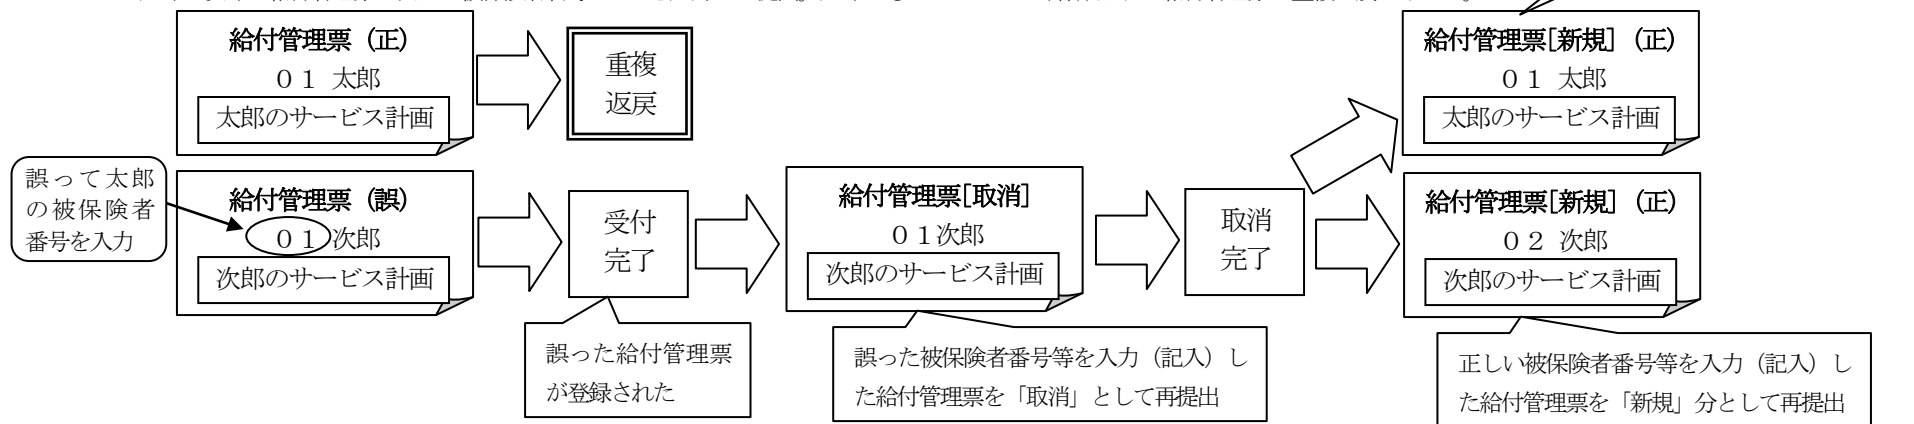 給付管理票（正）
０１ 太郎
太郎のサービス計画
重複
返戻
給付管理票［新規］（正）
０１ 太郎
太郎のサービス計画
誤って太郎
の被保険者
番号を入力
給付管理票（誤）
０１次郎
次郎のサービス計画
受付
完了
給付管理票［取消］
０１次郎
次郎のサービス計画
取消
完了
給付管理票［新規］（正）
０２ 次郎
次郎のサービス計画
誤った給付管理票
が登録された
誤った被保険者番号等を入力（記入）し
た給付管理票を「取消」として再提出
正しい被保険者番号等を入力（記入）し
た給付管理票を「新規」分として再提出